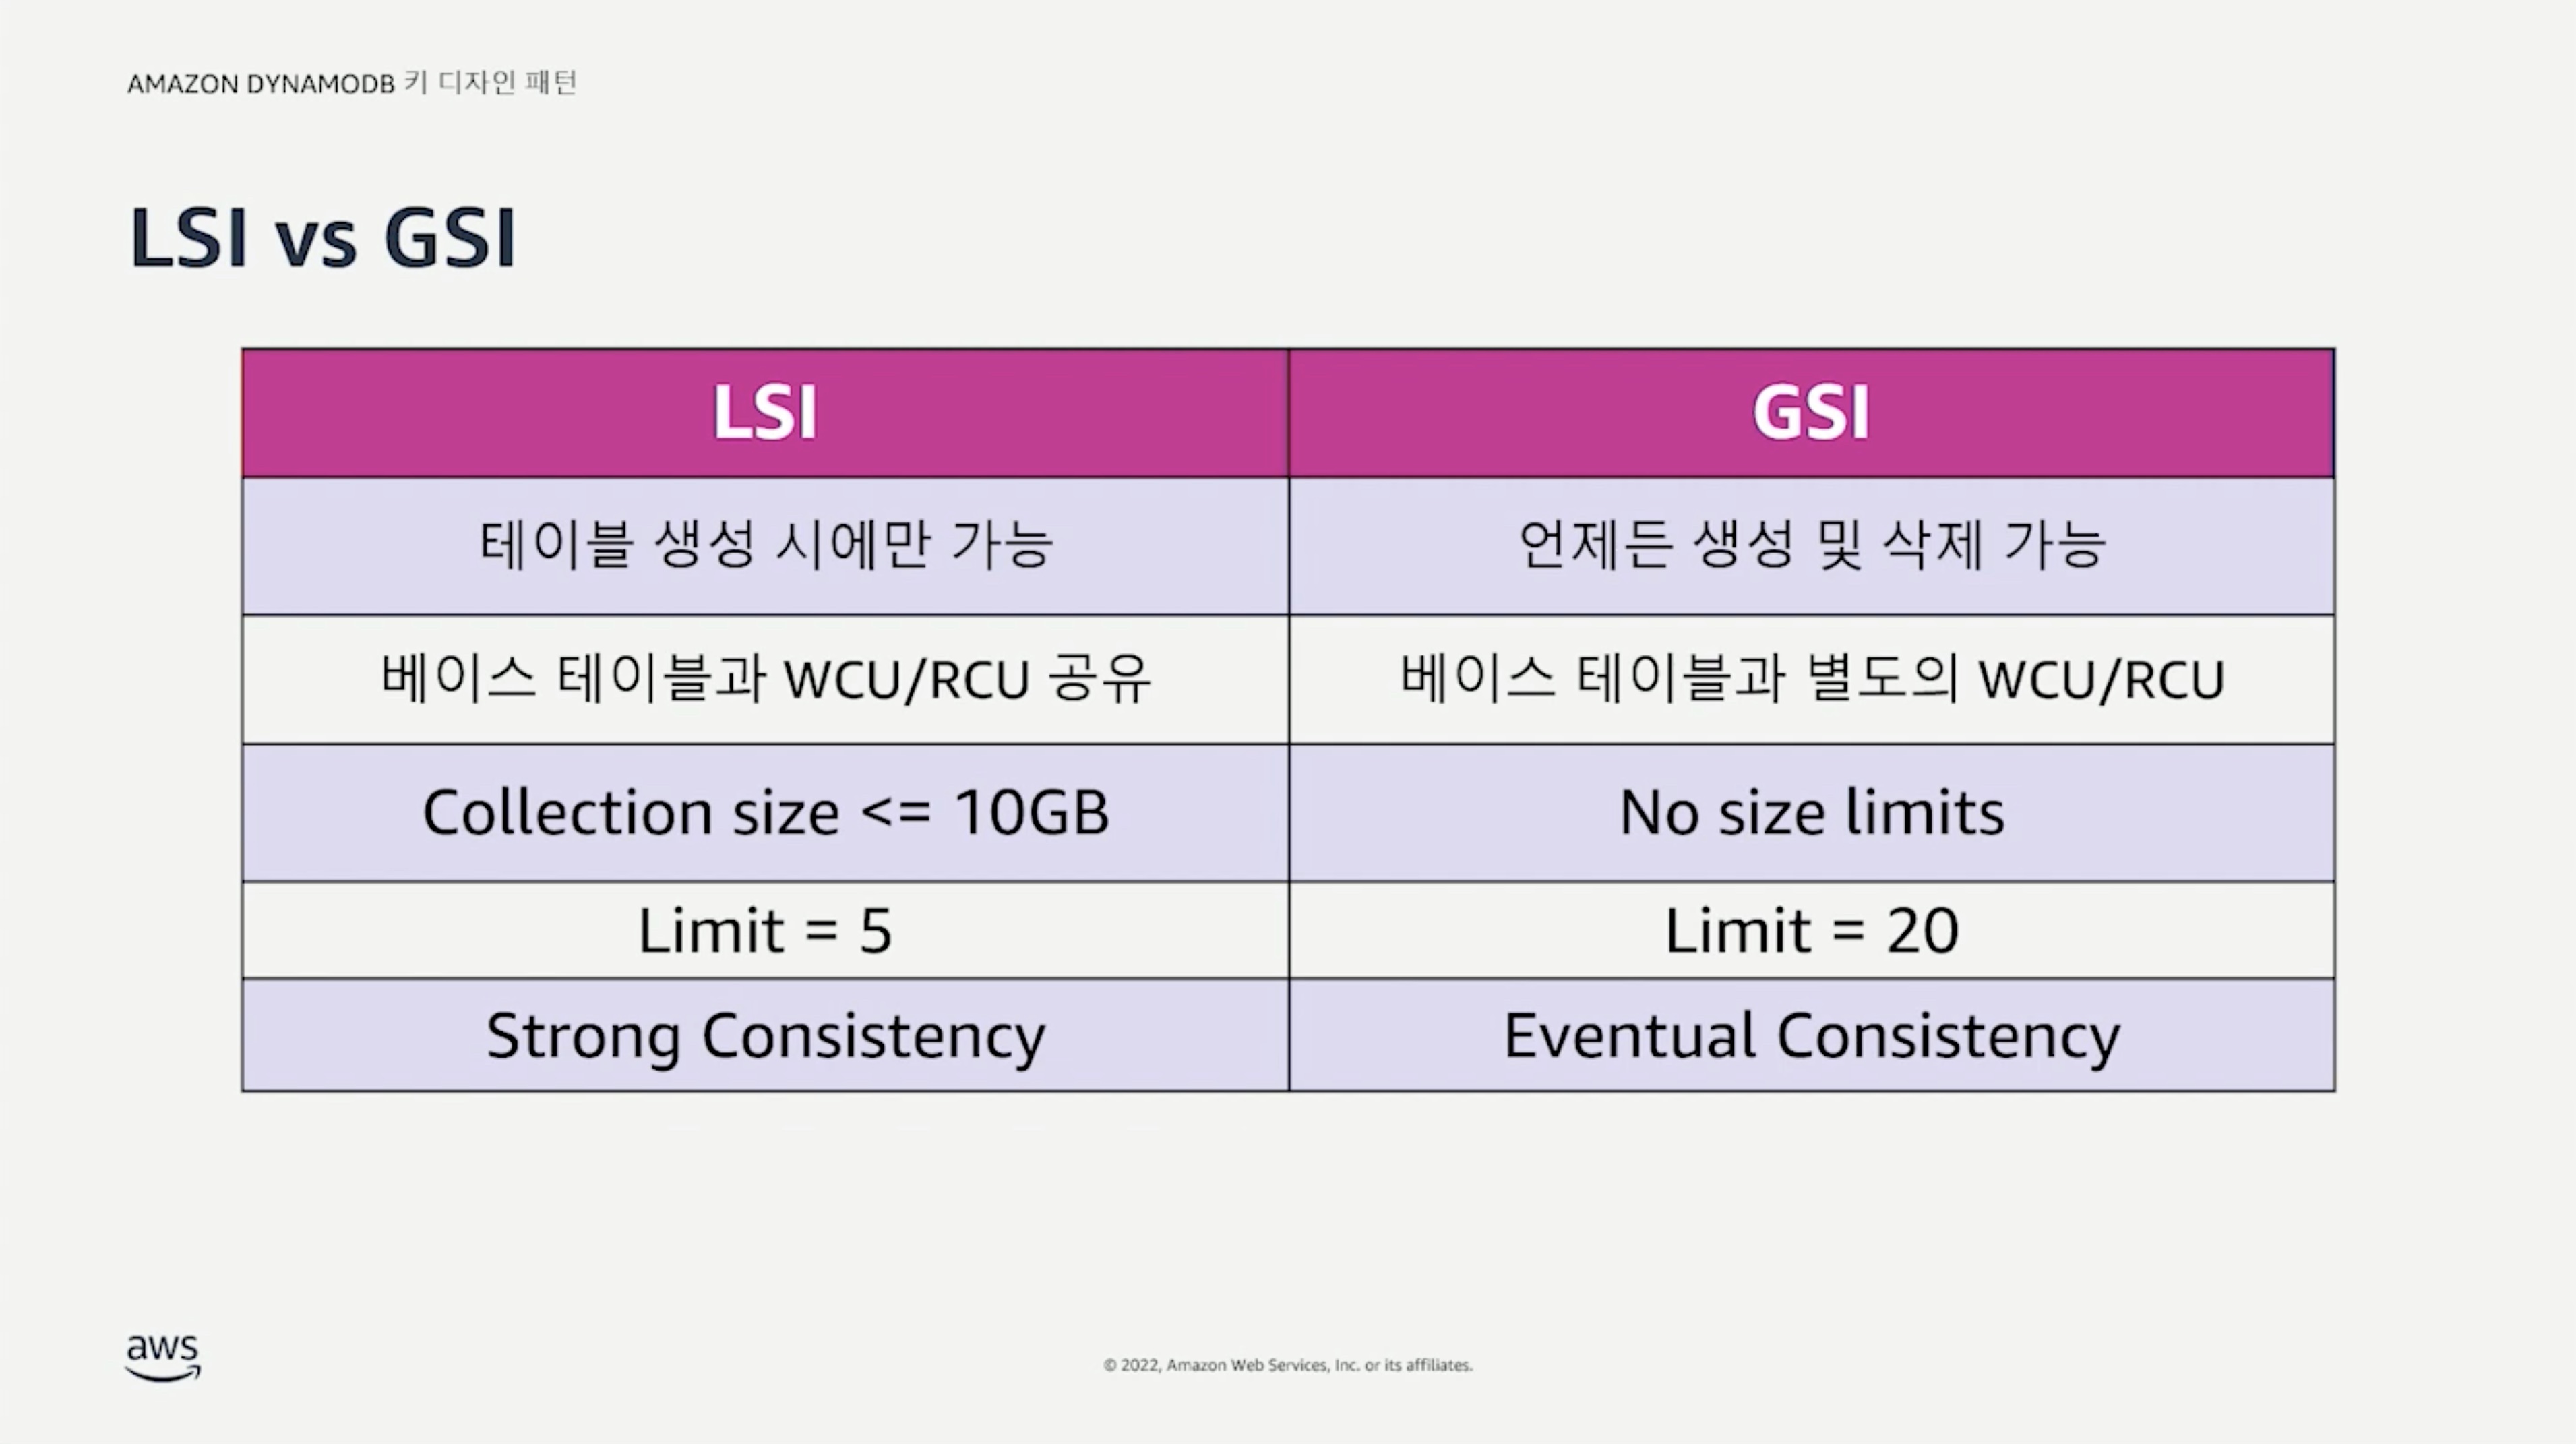 AMAZON DYNAMODB 키 디자인 패턴
LSI vs GSI
LSI GSI
테이블 생성 시에만 가능 언제든 생성 및 삭제 가능
베이스 테이블과 WCU/RCU 공유 베이스 테이블과 별도의 WCU/RCU
Collection size <= 10GB No size limits
Limit = 5 Limit = 20
Strong Consistency Eventual Consistency
aws
© 2022, Amazon Web Services, Inc. or its affiliates.